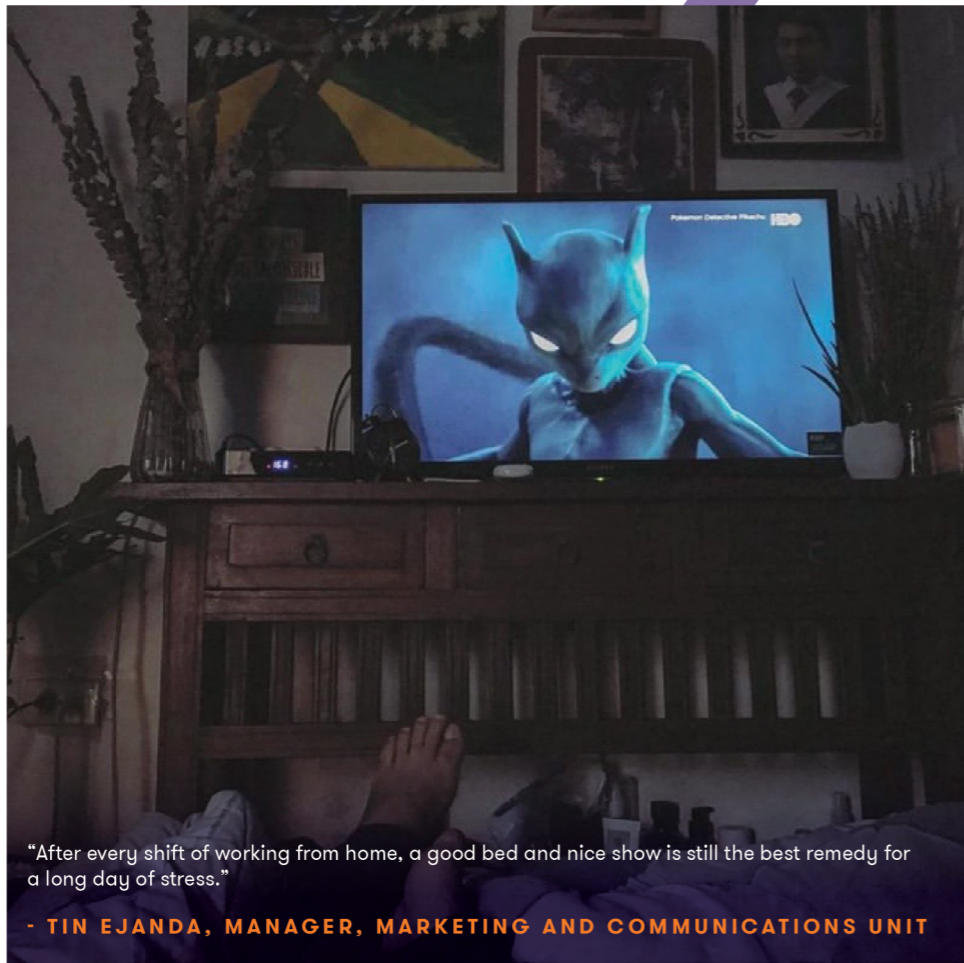 Pokemon Detective Pikachu HBO
168
“After every shift of working from home, a good bed and nice show is still the best remedy for
a long day of stress.”
- TIN EJANDA, MANAGER, MARKETING AND COMMUNICATIONS UNIT